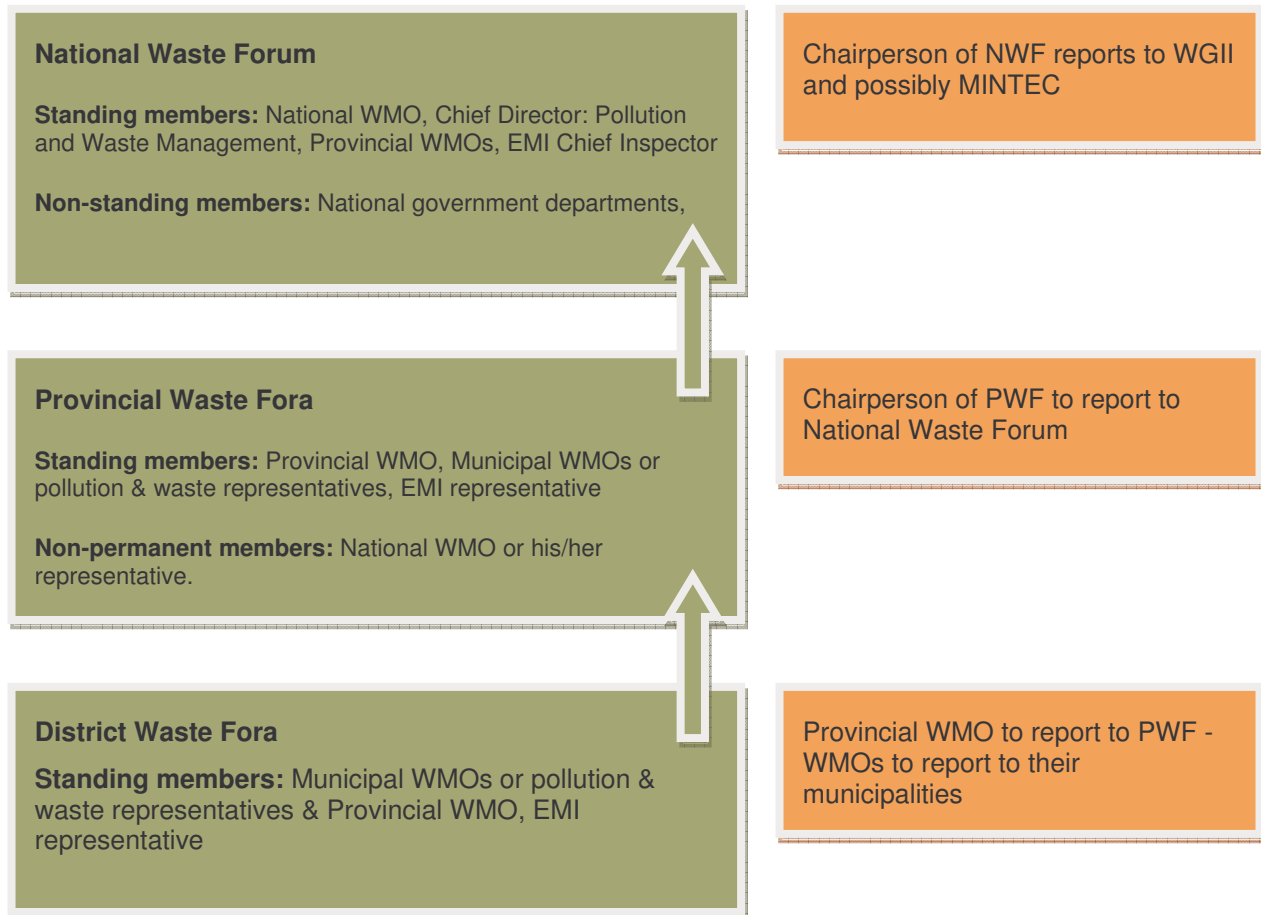 National Waste Forum
Standing members: National WMO, Chief Director: Pollution
and Waste Management, Provincial WMOs, EMI Chief Inspector
Non-standing members: National government departments,
Chairperson of NWF reports to WGII
and possibly MINTEC
Provincial Waste Fora
Standing members: Provincial WMO, Municipal WMOs or
pollution & waste representatives, EMI representative
Non-permanent members: National WMO or his/her
representative.
Chairperson of PWF to report to
National Waste Forum
District Waste Fora
Standing members: Municipal WMOs or pollution &
waste representatives & Provincial WMO, EMI
representative
Provincial WMO to report to PWF -
WMOs to report to their
municipalities